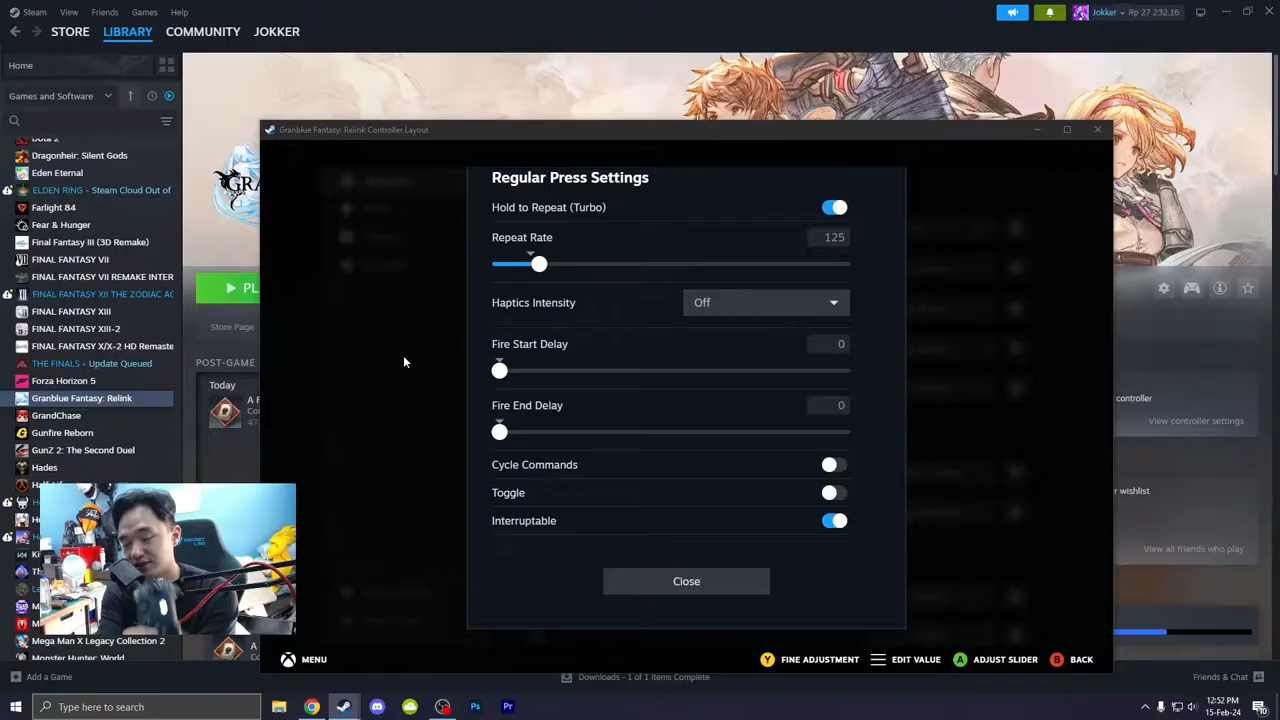 Steam View Friends Games Help
Jokker Rp 27 232,16
STORE LIBRARY COMMUNITY JOKKER
Home
Games and Software
Dragonheir: Silent Gods
Eden Eternal
ELDEN RING - Steam Cloud Out of
Farlight 84
Fear & Hunger
Final Fantasy III (3D Remake)
FINAL FANTASY VII
FINAL FANTASY VII REMAKE INTER
FINAL FANTASY XII THE ZODIAC AG
FINAL FANTASY XIII
FINAL FANTASY XIII-2
FINAL FANTASY X/X-2 HD Remaste
THE FINALS - Update Queued
Forza Horizon 5
Granblue Fantasy: Relink
GrandChase
Gunfire Reborn
GunZ 2: The Second Duel
Hades
Mega Man X Legacy Collection 2
Monster Hunter: World
GRA
PL
Store Page
POST-GAME
Today
Granblue Fantasy: Relink Controller Layout
Regular Press Settings
Hold to Repeat (Turbo)
Repeat Rate 125
Haptics Intensity Off
Fire Start Delay 0
Fire End Delay 0
Cycle Commands
Toggle
Interruptable
Close
MENU
Y FINE ADJUSTMENT EDIT VALUE A ADJUST SLIDER B BACK
controller
View controller settings
r wishlist
View all friends who play
SECRETLAB
Add a Game
Downloads - 1 of 1 Items Complete
Friends & Chat
Type here to search
Ps
Pr
12:52 PM
15-Feb-24